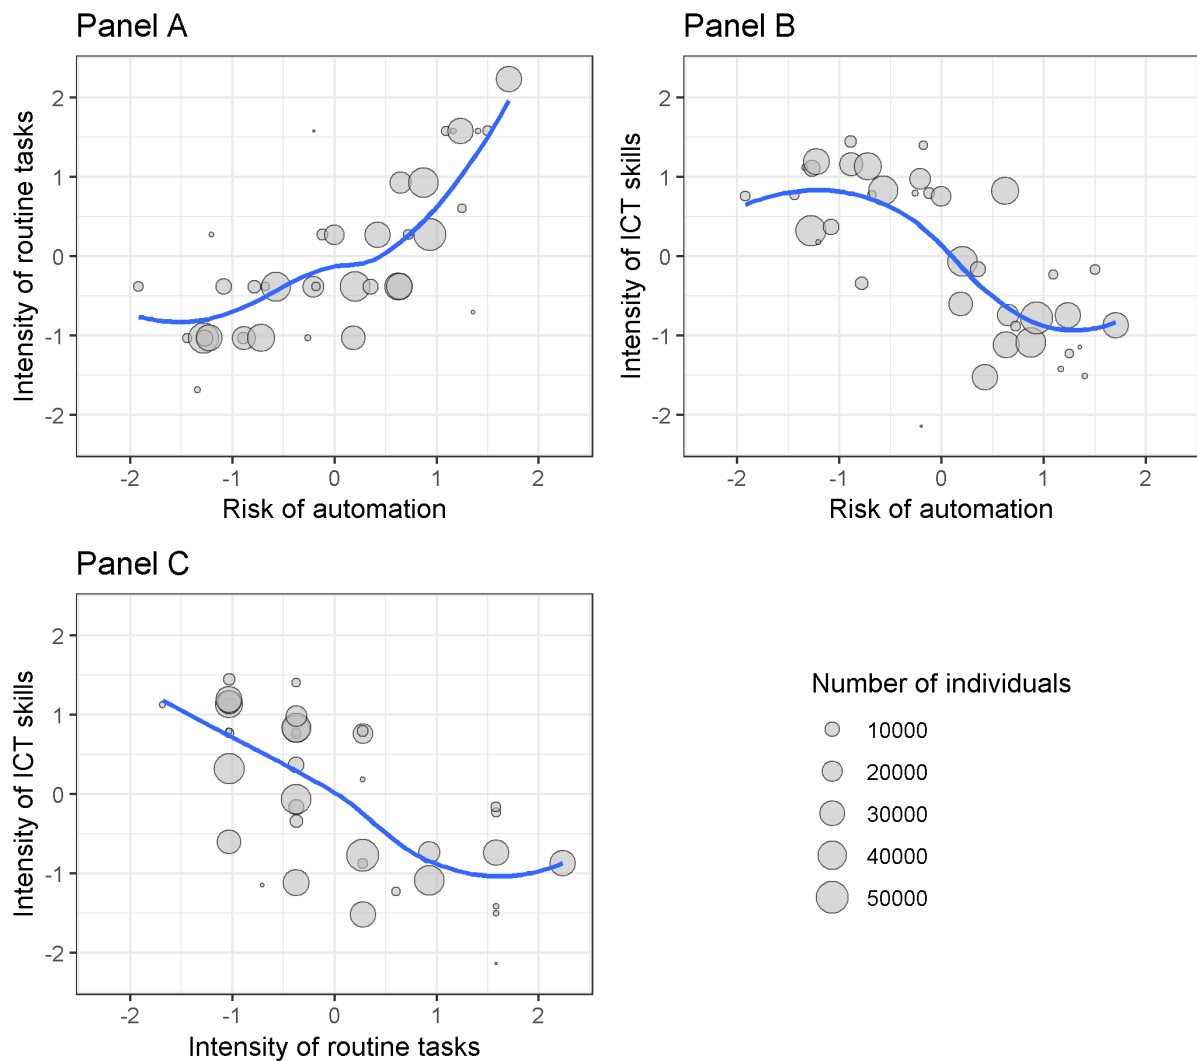 Panel A
Intensity of routine tasks
2
1
0
-1
-2
-2 -1 0 1 2
Risk of automation
Panel B
Intensity of ICT skills
2
1
0
-1
-2
-2 -1 0 1 2
Risk of automation
Panel C
Intensity of ICT skills
2
1
0
-1
-2
-2 -1 0 1 2
Intensity of routine tasks
Number of individuals
10000
20000
30000
40000
50000